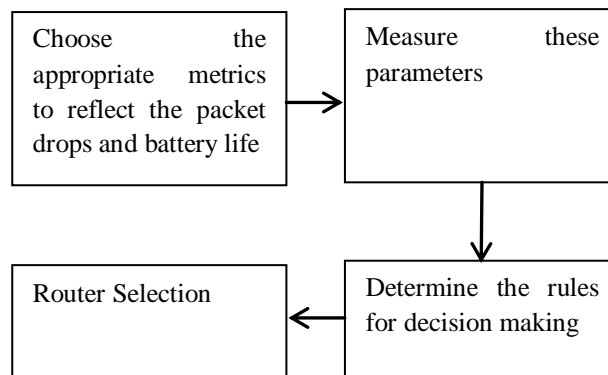 Choose the
appropriate metrics
to reflect the packet
drops and battery life
Measure these
parameters
Determine the rules
for decision making
Router Selection